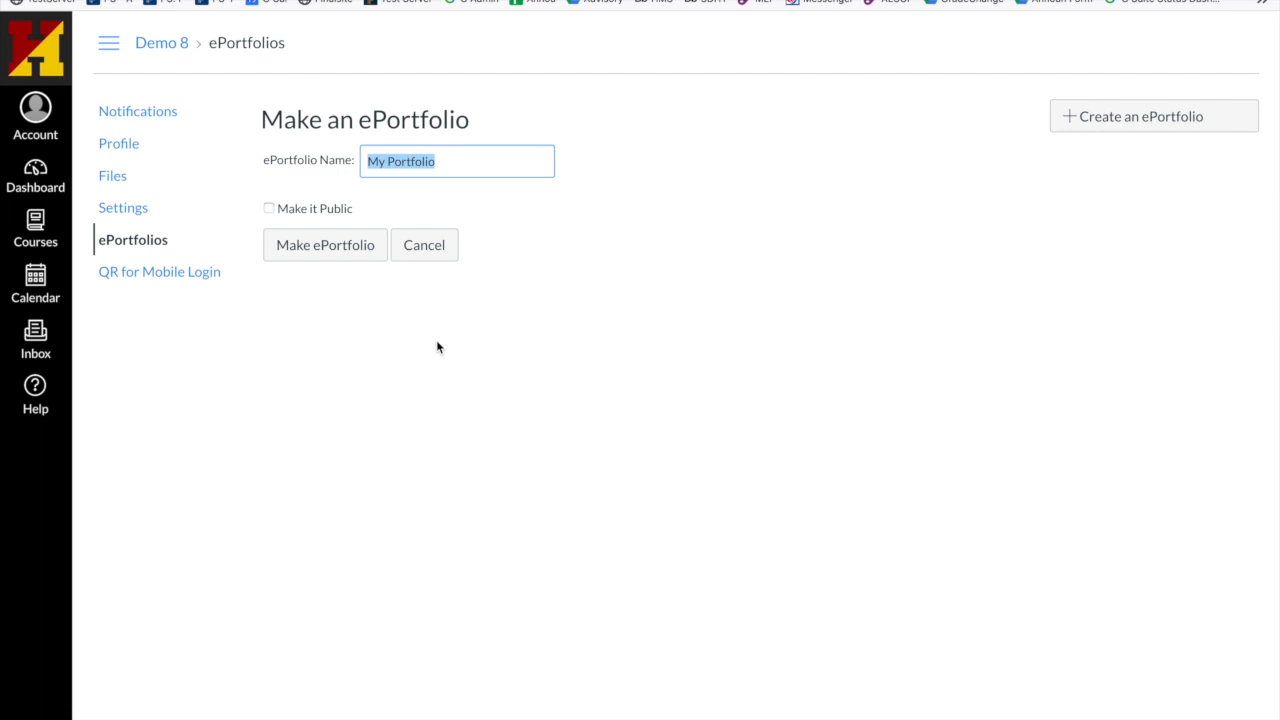 Demo 8 › ePortfolios
Account
Dashboard
Courses
Calendar
Inbox
Help
Notifications
Profile
Files
Settings
ePortfolios
QR for Mobile Login
Make an ePortfolio
ePortfolio Name: My Portfolio
Make it Public
Make ePortfolio Cancel
Create an ePortfolio